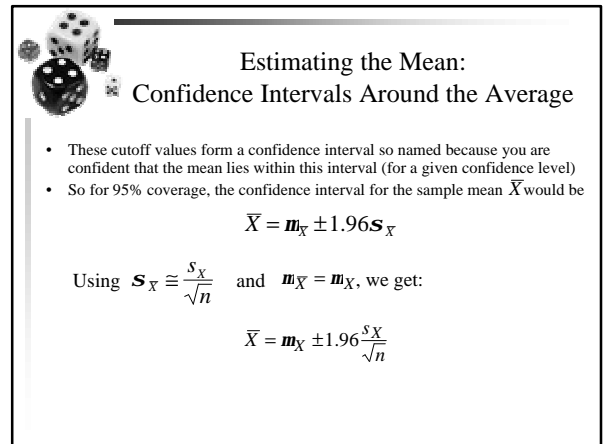 Estimating the Mean:
Confidence Intervals Around the Average
• These cutoff values form a confidence interval so named because you are
confident that the mean lies within this interval (for a given confidence level)
• So for 95% coverage, the confidence interval for the sample mean X̅ would be
X̅ = m_X̅ ± 1.96s_X̅
Using s_X̅ ≅ s_X/√n and m_X̅ = m_X, we get:
X̅ = m_X ± 1.96 s_X/√n